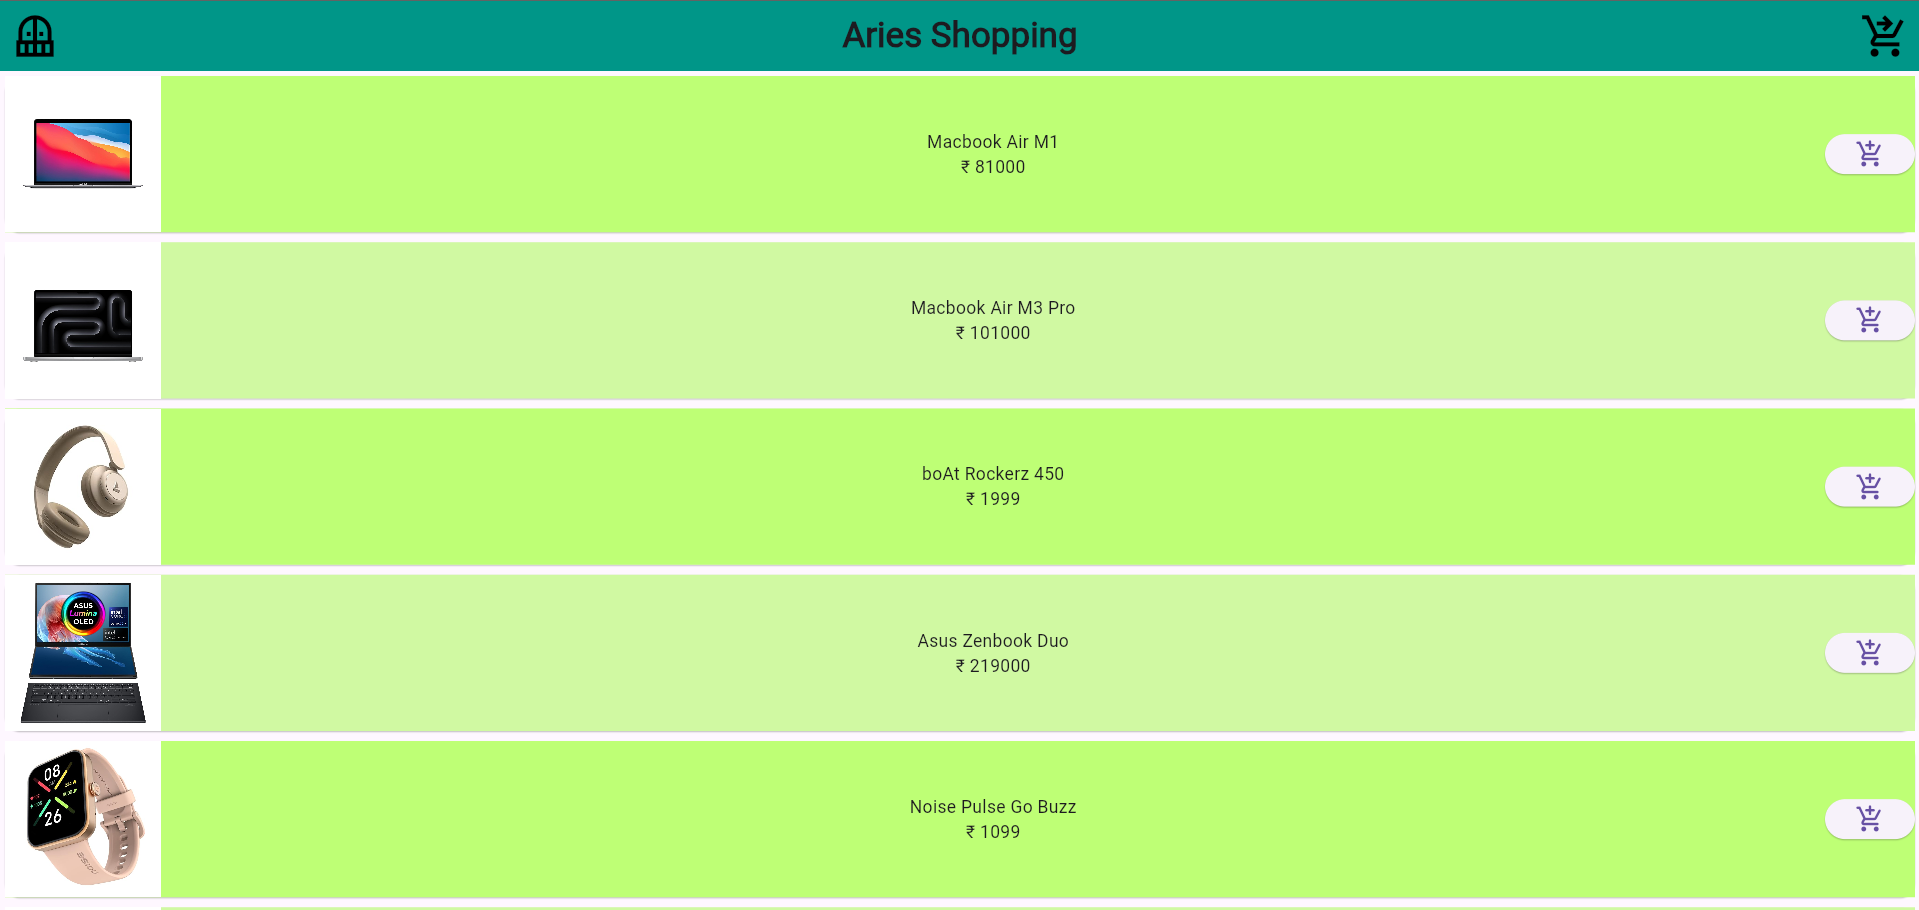 Aries Shopping
Macbook Air M1
₹ 81000
Macbook Air M3 Pro
₹ 101000
boAt Rockerz 450
₹ 1999
ASUS
Lumina
OLED
Asus Zenbook Duo
₹ 219000
08
26
Noise Pulse Go Buzz
₹ 1099